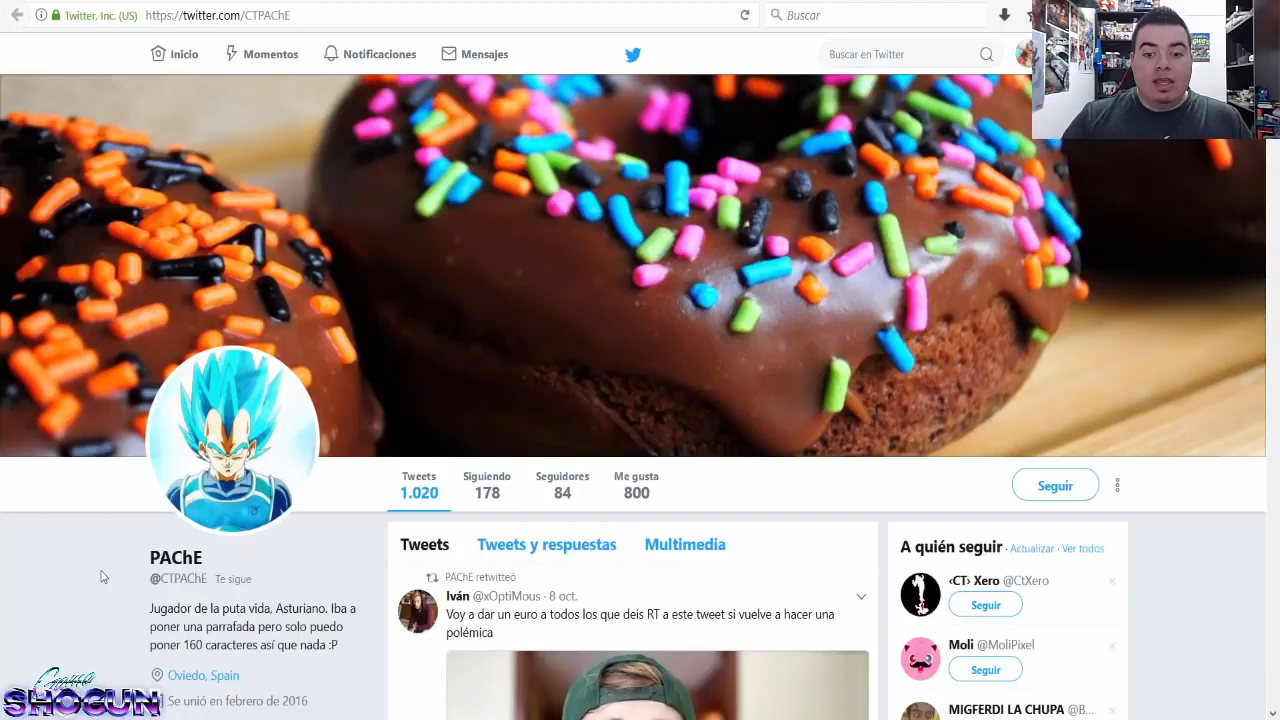 Twitter, Inc. (US)
https://twitter.com/CTPAChE
Buscar
Inicio
Momentos
Notificaciones
Mensajes
Buscar en Twitter
Tweets
1.020
Siguiendo
178
Seguidores
84
Me gusta
800
Seguir
PAChE
@CTPAChE Te sigue
Jugador de la puta vida, Asturiano. Iba a
poner una parrafada pero solo puedo
poner 160 caracteres así que nada :P
Oviedo, Spain
Se unió en febrero de 2016
Tweets
Tweets y respuestas
Multimedia
PAChE retwitteó
Iván @xOptiMous · 8 oct.
Voy a dar un euro a todos los que deis RT a este tweet si vuelve a hacer una
polémica
A quién seguir · Actualizar · Ver todos
‹CT› Xero @CtXero
Seguir
Moli @MoliPixel
Seguir
MIGFERDI LA CHUPA @B...
SHOGUN